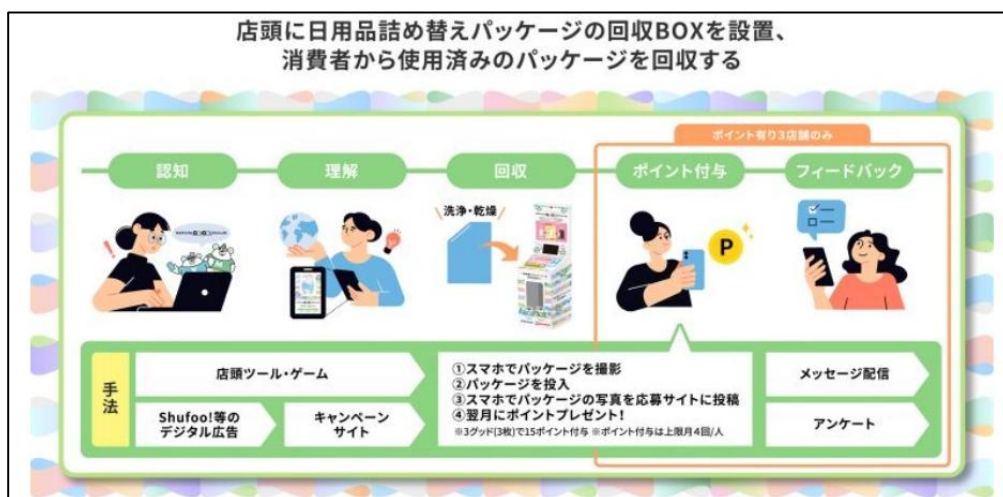 店頭に日用品詰め替えパッケージの回収BOXを設置、
消費者から使用済みのパッケージを回収する
ポイント有り3店舗のみ
認知
理解
回収
ポイント付与
フィードバック
洗浄・乾燥
P
手法
店頭ツール・ゲーム
Shufoo!等の
デジタル広告
キャンペーン
サイト
①スマホでパッケージを撮影
②パッケージを投入
③スマホでパッケージの写真を応募サイトに投稿
④翌月にポイントプレゼント!
※3グッド(3枚)で15ポイント付与 ※ポイント付与は上限月4回/人
メッセージ配信
アンケート